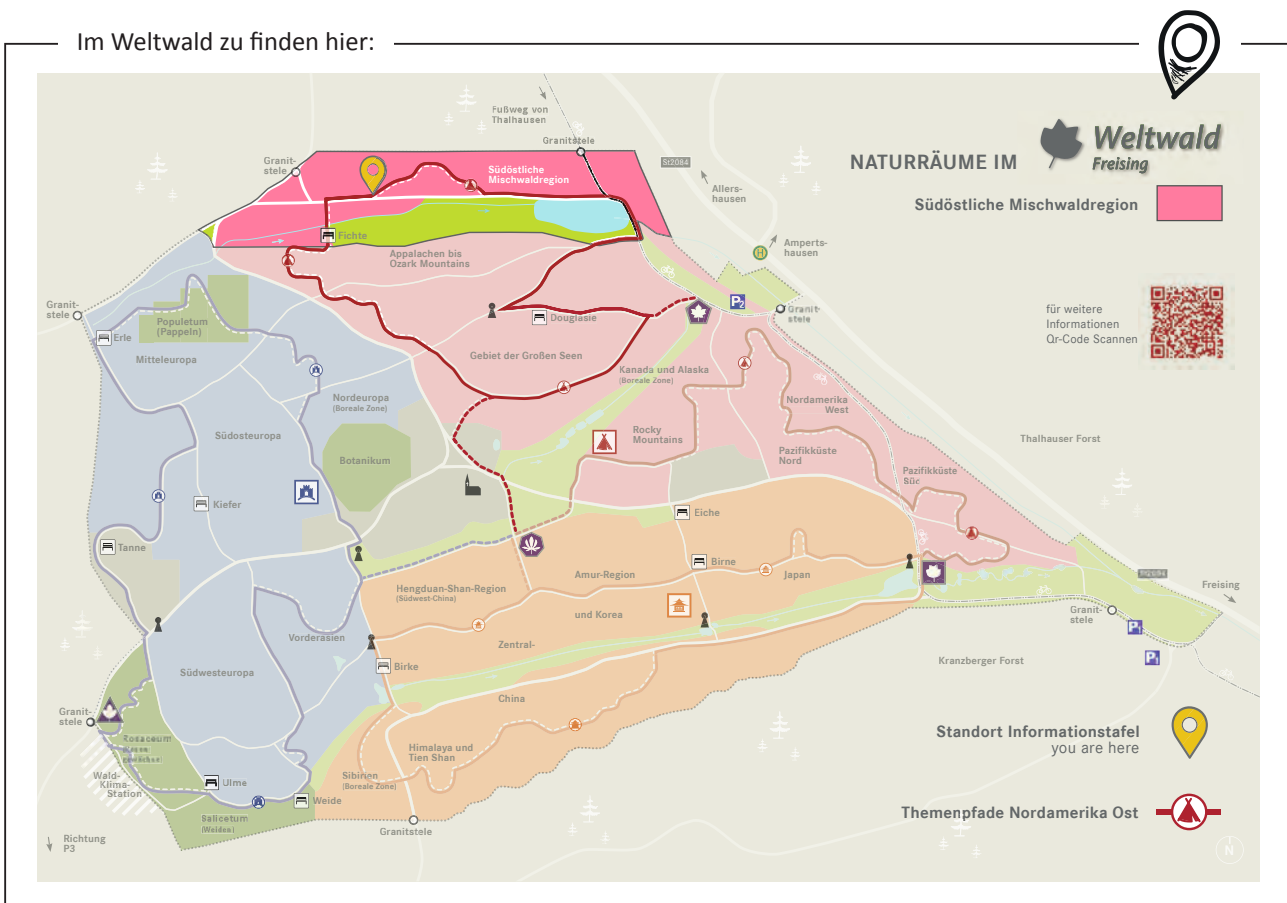 Im Weltwald zu finden hier:
Fußweg von
Thalhausen
Granitstele
Granit-
stele
Südöstliche
Mischwaldregion
St2084
Allers-
hausen
NATURRÄUME IM
Weltwald
Freising
Südöstliche Mischwaldregion
Fichte
Appalachen bis
Ozark Mountains
H
Amperts-
hausen
Granit-
stele
Populetum
(Pappeln)
Erle
Mitteleuropa
P2
Granit-
stele
Douglasie
Gebiet der Großen Seen
für weitere
Informationen
Qr-Code Scannen
Kanada und Alaska
(Boreale Zone)
Nordeuropa
(Boreale Zone)
Nordamerika
West
Südosteuropa
Rocky
Mountains
Thalhauser Forst
Botanikum
Pazifikküste
Nord
Pazifikküste
Süd
Kiefer
Eiche
Tanne
Birne
Hengduan-Shan-Region
(Südwest-China)
Amur-Region
Japan
St2084
Freising
und Korea
Granit-
stele
P1
Vorderasien
Zentral-
P1
Südwesteuropa
Birke
Kranzberger Forst
China
Granit-
stele
Rosaceum
Standort Informationstafel
you are here
Himalaya und
Tien Shan
Wald-
Klima-
Station
Ulme
Sibirien
(Boreale Zone)
Weide
Salicetum
(Weiden)
Granitstele
Themenpfade Nordamerika Ost
Richtung
P3
N